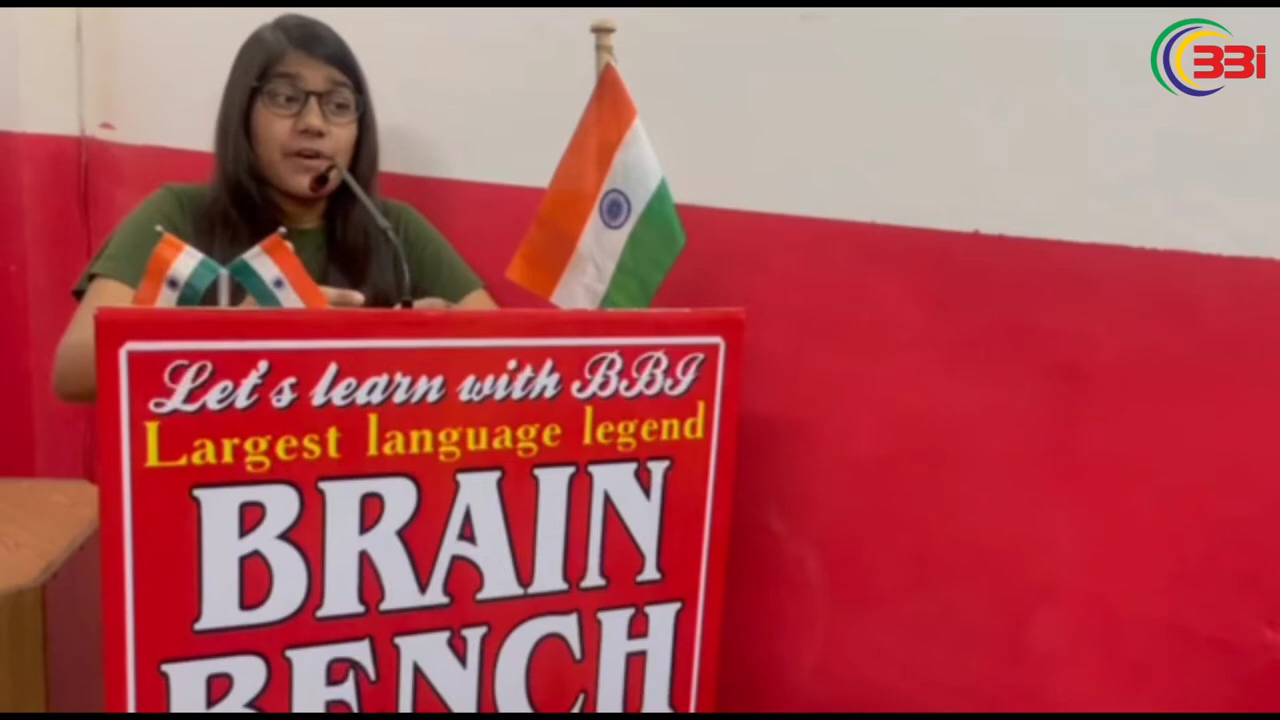 BBi
Let's learn with BBI
Largest language legend
BRAIN
BENCH